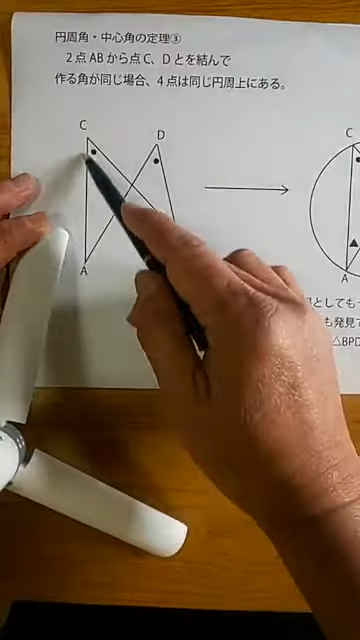 円周角・中心角の定理③
2点ABから点C、Dとを結んで
作る角が同じ場合、4点は同じ円周上にある。
C
D
C
A
A
としても
も発見で
△BPD